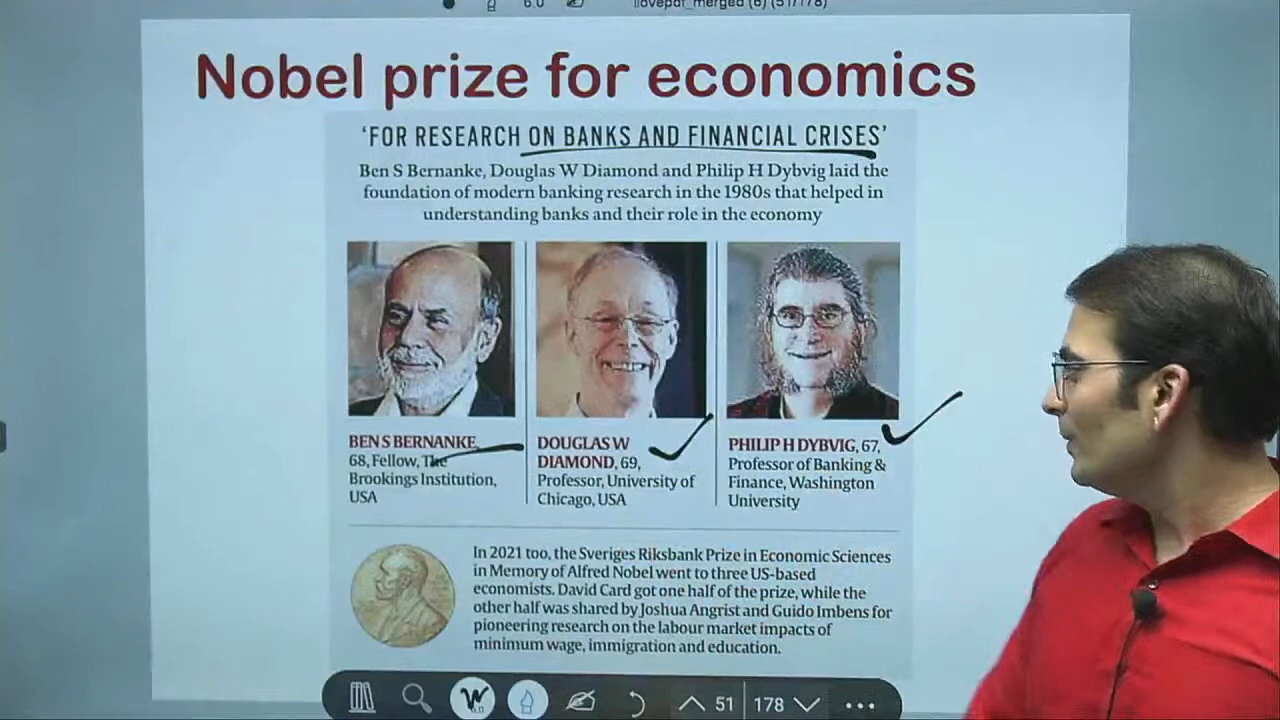 6.0 ilovepdf_merged (6) (51/178)
Nobel prize for economics
‘FOR RESEARCH ON BANKS AND FINANCIAL CRISES’
Ben S Bernanke, Douglas W Diamond and Philip H Dybvig laid the
foundation of modern banking research in the 1980s that helped in
understanding banks and their role in the economy
BEN S BERNANKE
68, Fellow, The
Brookings Institution,
USA
DOUGLAS W
DIAMOND, 69,
Professor, University of
Chicago, USA
PHILIP H DYBVIG, 67,
Professor of Banking &
Finance, Washington
University
In 2021 too, the Sveriges Riksbank Prize in Economic Sciences
in Memory of Alfred Nobel went to three US-based
economists. David Card got one half of the prize, while the
other half was shared by Joshua Angrist and Guido Imbens for
pioneering research on the labour market impacts of
minimum wage, immigration and education.
51 178